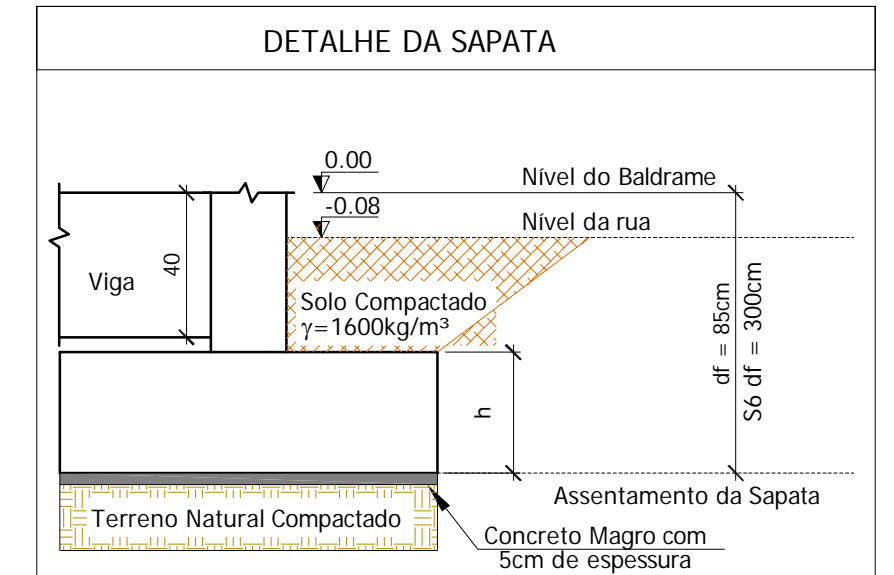 DETALHE DA SAPATA
0.00
Nível do Baldrame
-0.08
Nível da rua
Viga
40
Solo Compactado
γ=1600kg/m³
df = 85cm
S6 df = 300cm
h
Assentamento da Sapata
Terreno Natural Compactado
Concreto Magro com
5cm de espessura